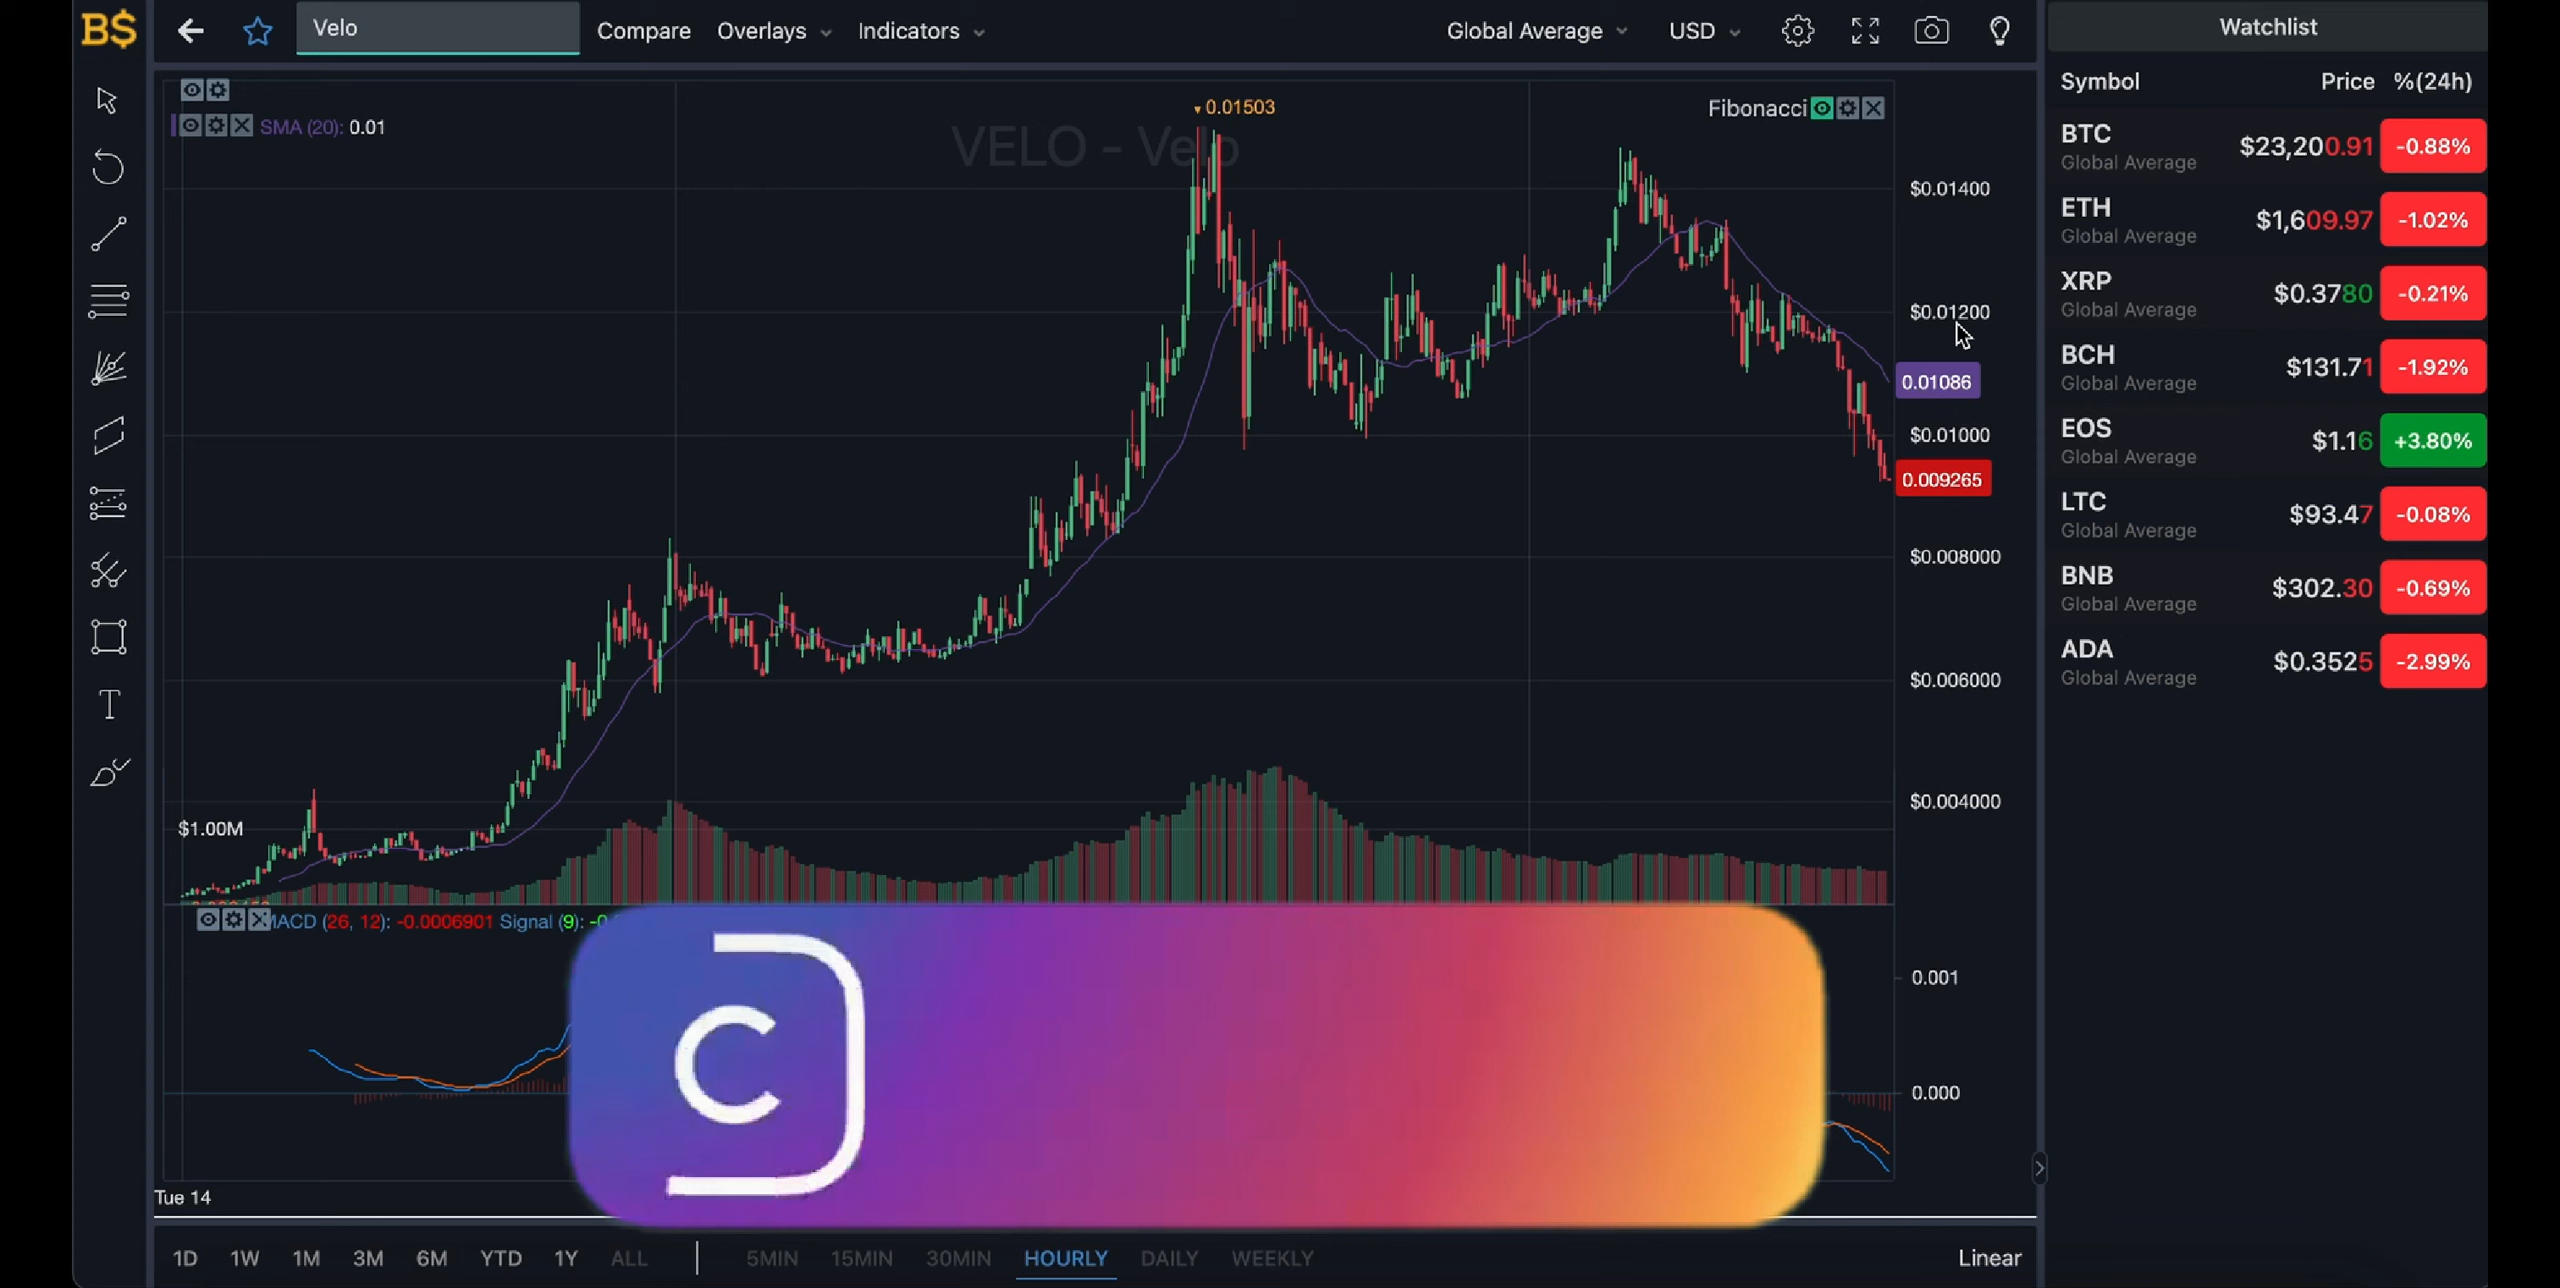 B$
Velo
Compare
Overlays
Indicators
Global Average
USD
SMA (20): 0.01
VELO - Velo
0.01503
Fibonacci
$0.01400
$0.01200
0.01086
$0.01000
0.009265
$0.008000
$0.006000
$0.004000
$1.00M
MACD (26, 12): -0.0006901 Signal (9): -0
0.001
0.000
C
Tue 14
1D 1W 1M 3M 6M YTD 1Y ALL
5MIN 15MIN 30MIN HOURLY DAILY WEEKLY
Linear
T
Watchlist
Symbol Price %(24h)
BTC $23,200.91 -0.88%
Global Average
ETH $1,609.97 -1.02%
Global Average
XRP $0.3780 -0.21%
Global Average
BCH $131.71 -1.92%
Global Average
EOS $1.16 +3.80%
Global Average
LTC $93.47 -0.08%
Global Average
BNB $302.30 -0.69%
Global Average
ADA $0.3525 -2.99%
Global Average